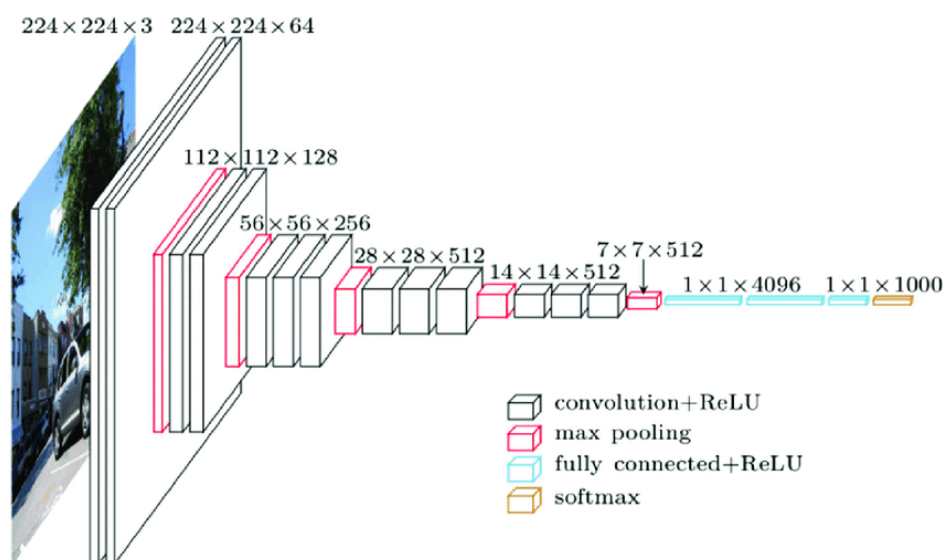 224×224×3
224×224×64
112×112×128
56×56×256
28×28×512
14×14×512
7×7×512
1×1×4096
1×1×1000
convolution+ReLU
max pooling
fully connected+ReLU
softmax